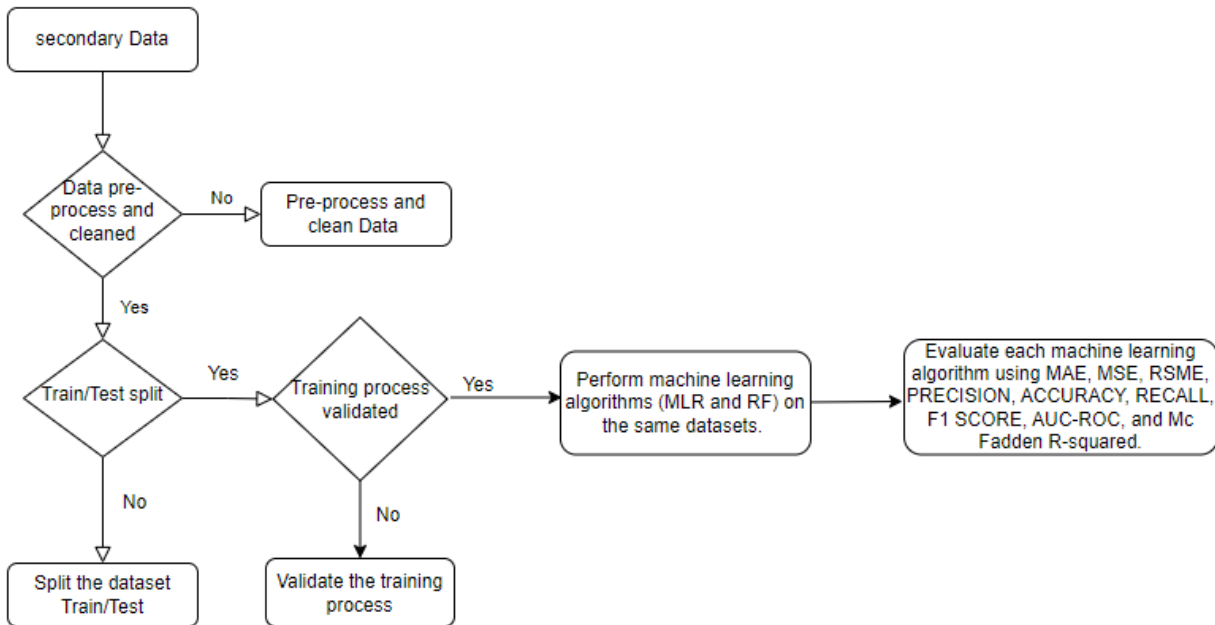 secondary Data
Data pre-
process and
cleaned
No
Pre-process and
clean Data
Yes
Train/Test split
Yes
Training process
validated
Yes
Perform machine learning
algorithms (MLR and RF) on
the same datasets.
Evaluate each machine learning
algorithm using MAE, MSE, RSME,
PRECISION, ACCURACY, RECALL,
F1 SCORE, AUC-ROC, and Mc
Fadden R-squared.
No
Split the dataset
Train/Test
No
Validate the training
process